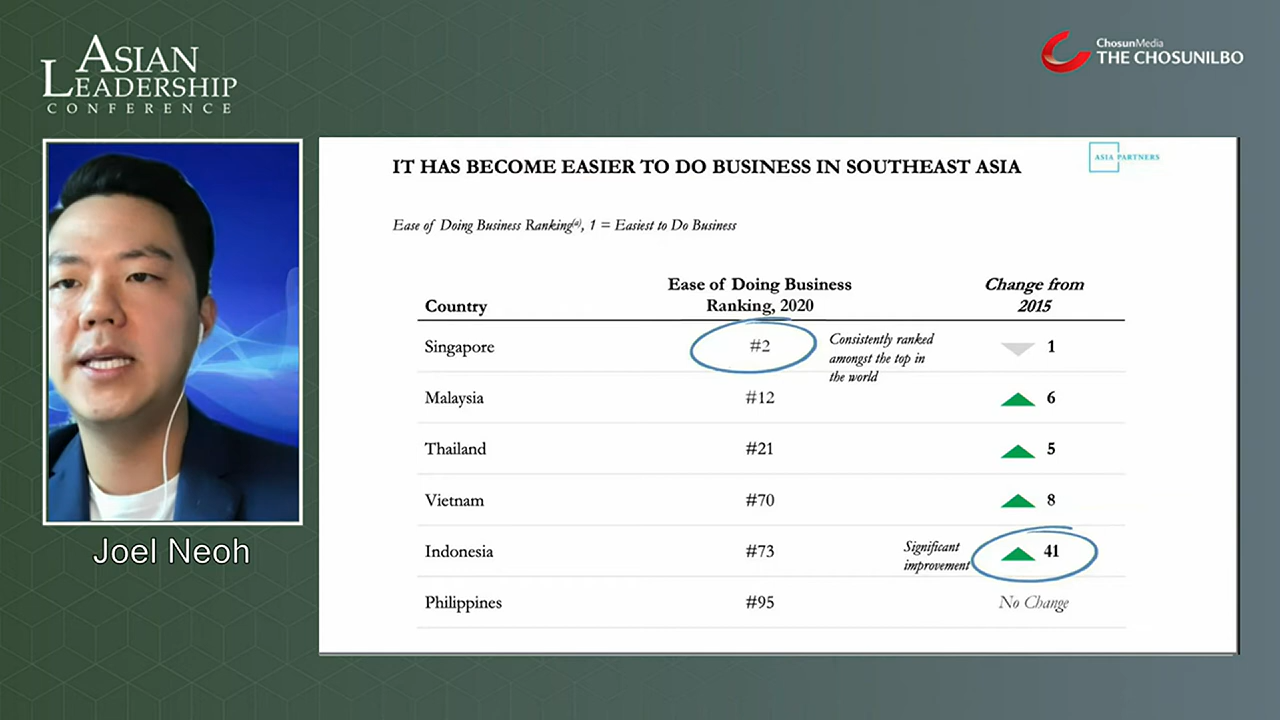 ASIAN
LEADERSHIP
CONFERENCE
ChosunMedia
THE CHOSUNILBO
IT HAS BECOME EASIER TO DO BUSINESS IN SOUTHEAST ASIA
ASIA PARTNERS
Ease of Doing Business Ranking(a), 1 = Easiest to Do Business
Country
Ease of Doing Business
Ranking, 2020
Change from
2015
Singapore #2 1
Consistently ranked
amongst the top in
the world
Malaysia #12 6
Thailand #21 5
Vietnam #70 8
Indonesia #73 41
Significant
improvement
Philippines #95 No Change
Joel Neoh